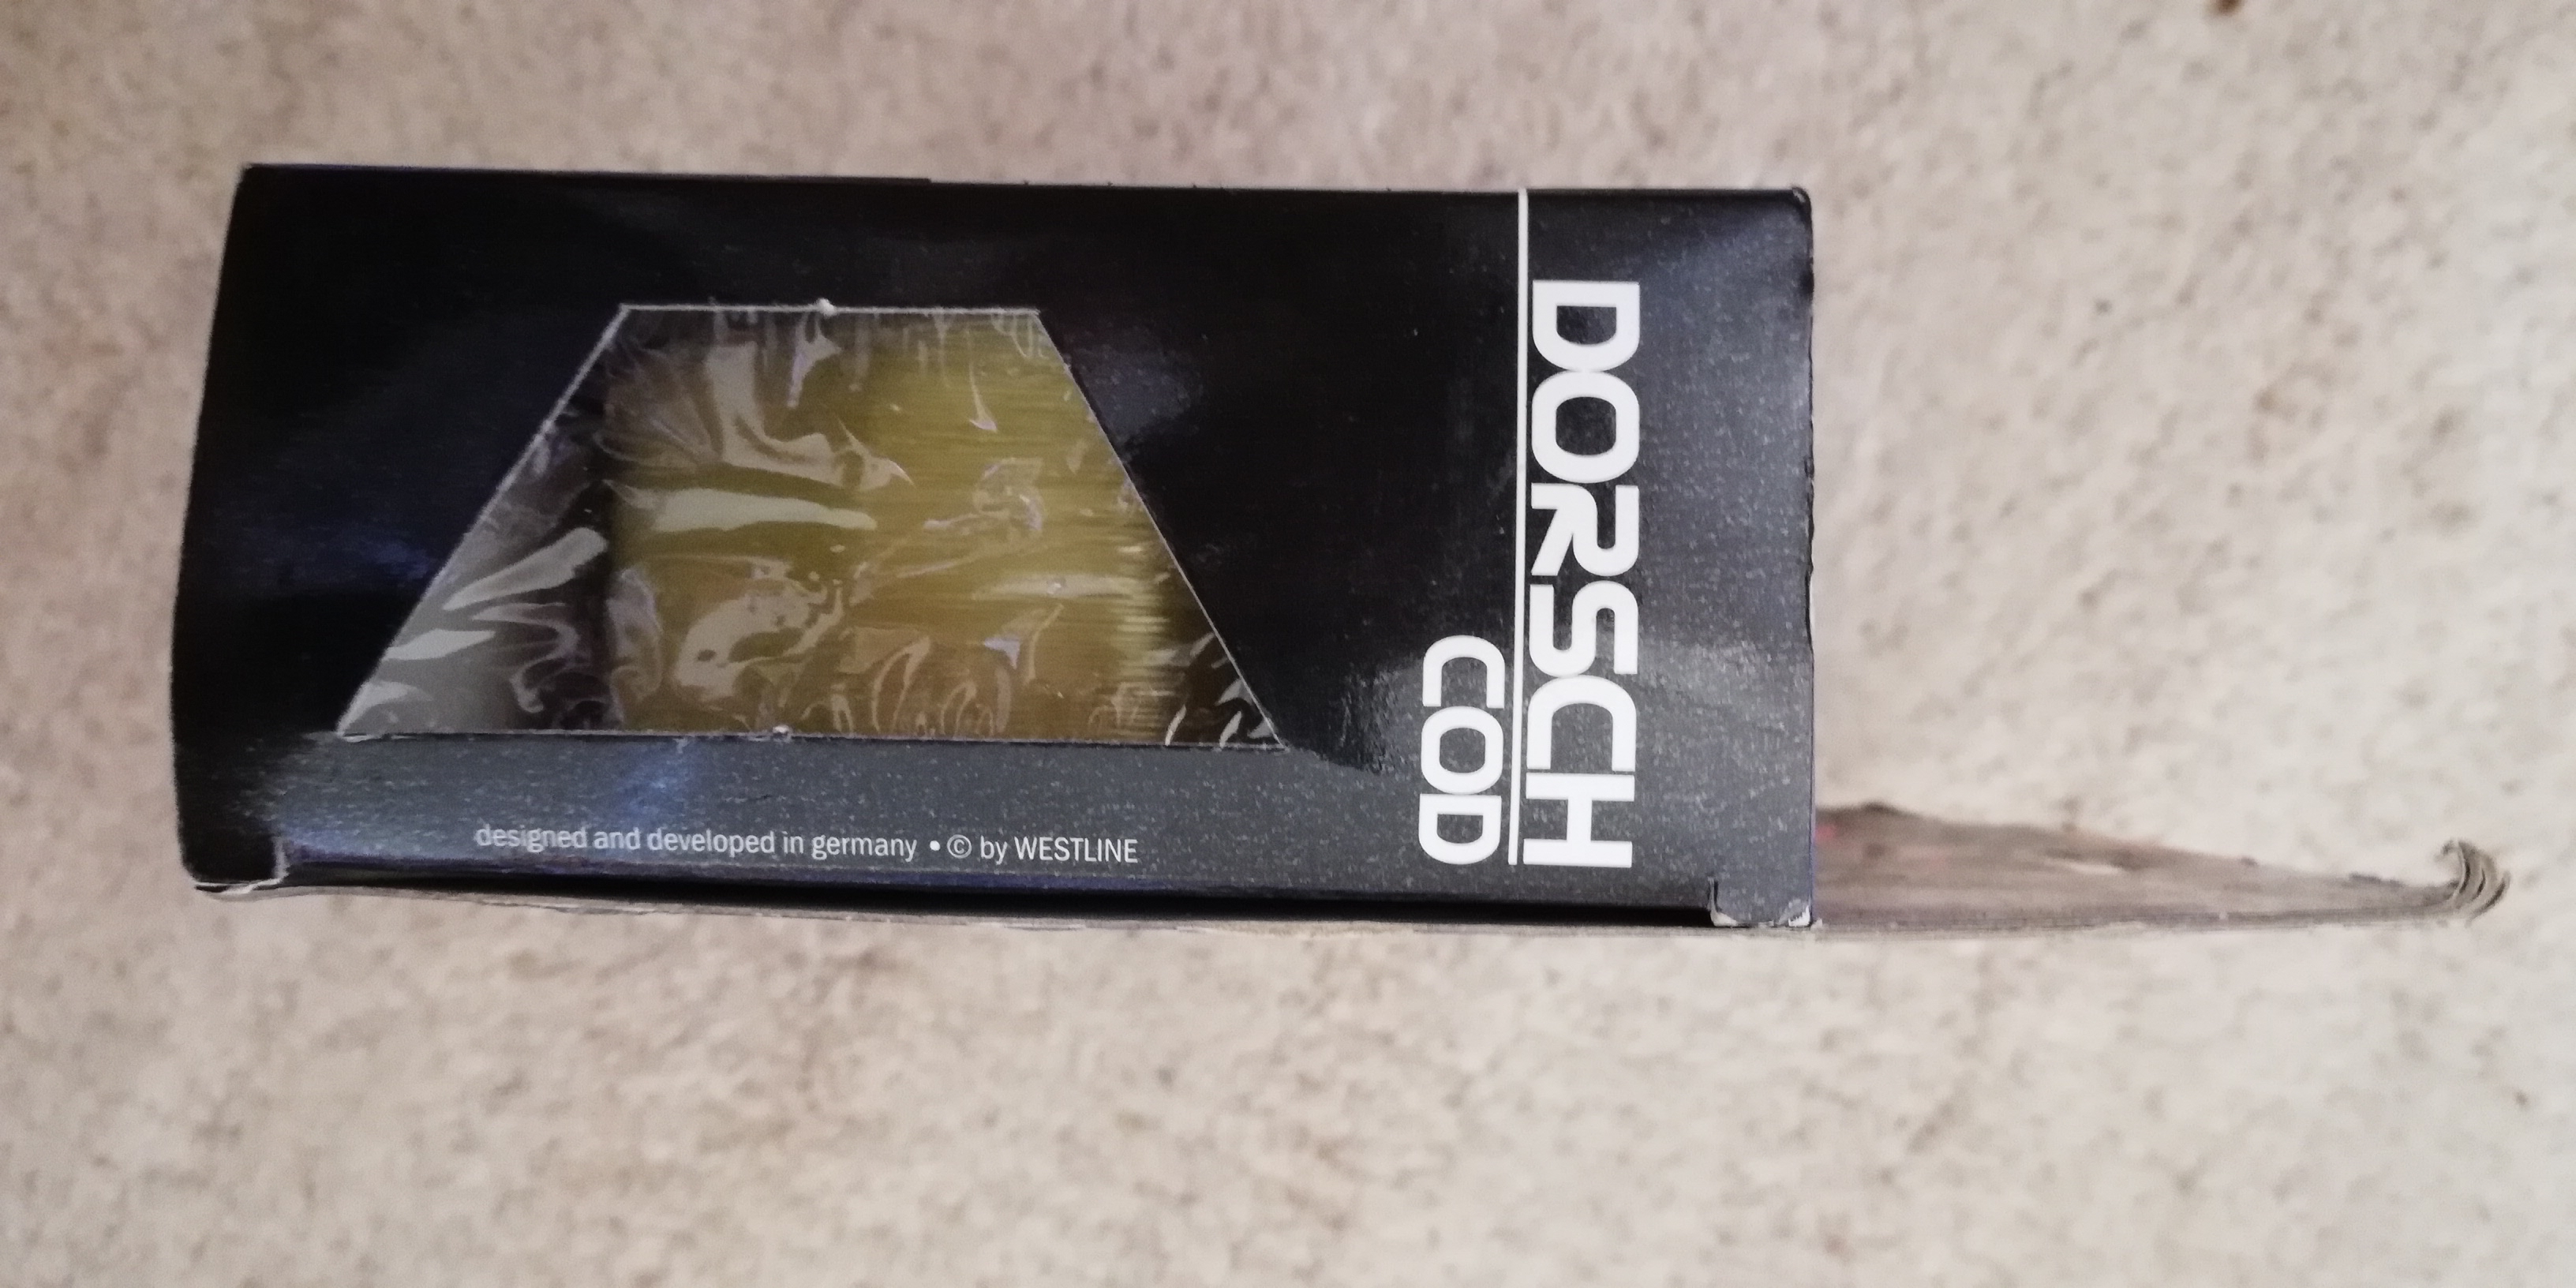 DORSCH
COD
designed and developed in germany • © by WESTLINE